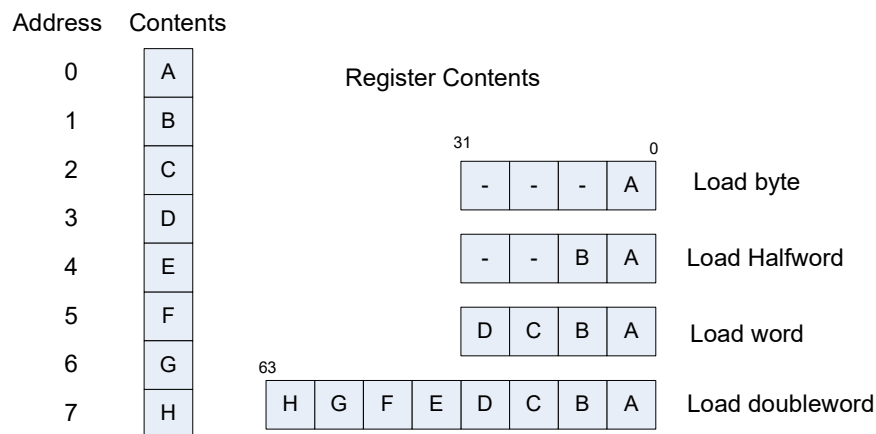 Address Contents
0 A
1 B
2 C
3 D
4 E
5 F
6 G
7 H
Register Contents
31 0
- - - A Load byte
- - B A Load Halfword
D C B A Load word
63
H G F E D C B A Load doubleword